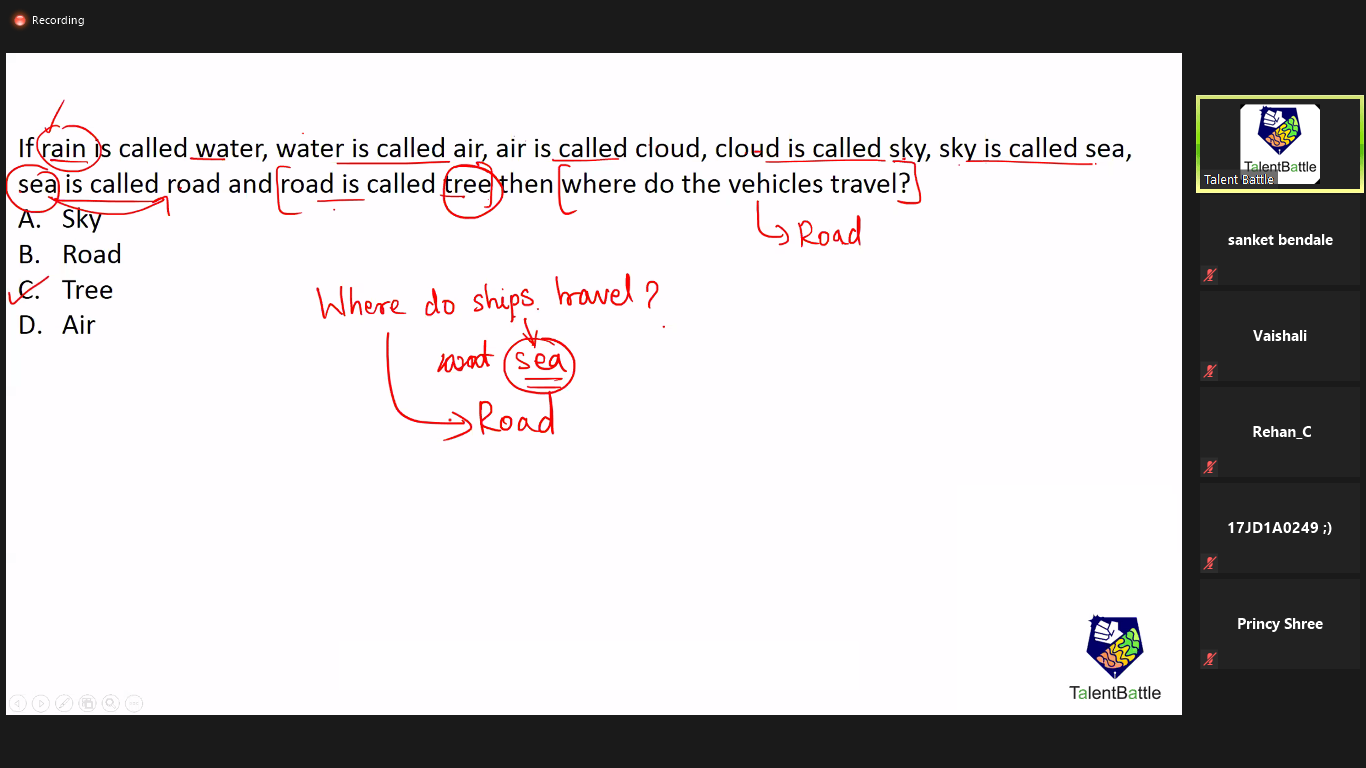 Recording
If rain is called water, water is called air, air is called cloud, cloud is called sky, sky is called sea,
sea is called road and road is called tree then where do the vehicles travel?
A. Sky
B. Road
C. Tree
D. Air
Road
Where do ships travel?
sea
Road
TalentBattle
TalentBattle
Talent Battle
sanket bendale
Vaishali
Rehan_C
17JD1A0249 ;)
Princy Shree